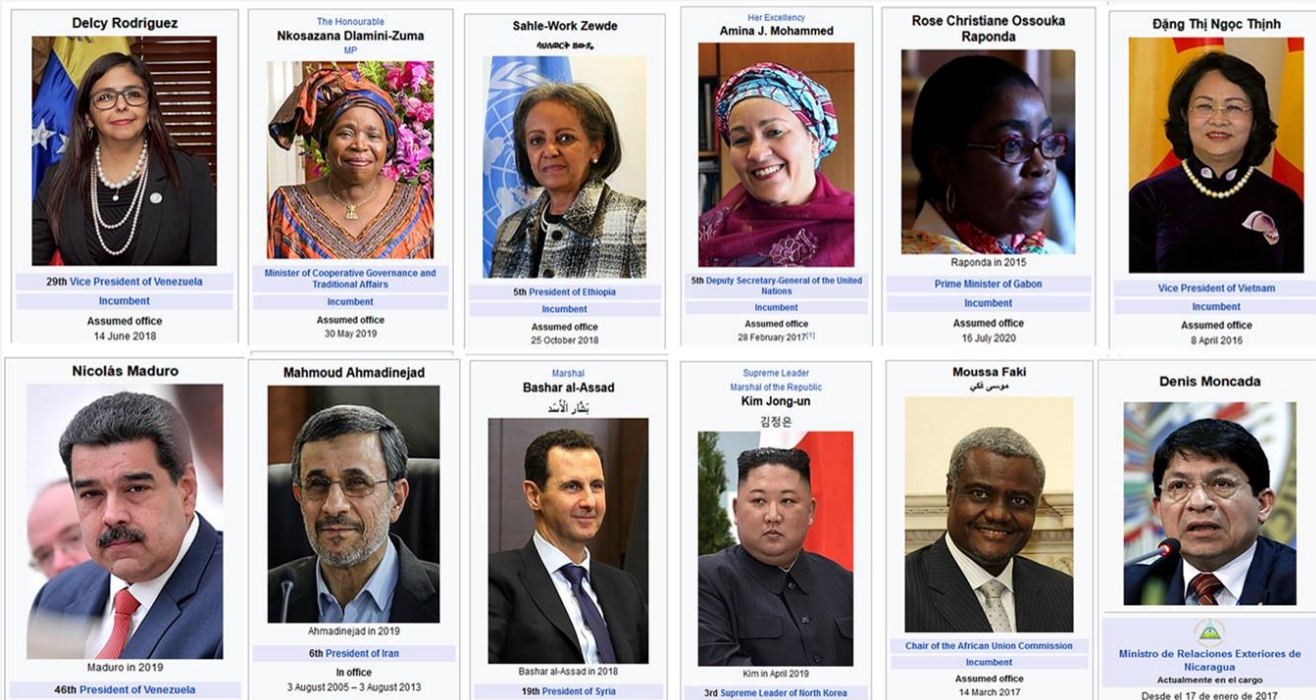 Delcy Rodríguez
29th Vice President of Venezuela
Incumbent
Assumed office
14 June 2018
The Honourable
Nkosazana Dlamini-Zuma
MP
Minister of Cooperative Governance and
Traditional Affairs
Incumbent
Assumed office
30 May 2019
Sahle-Work Zewde
ሳህለወርቅ ዘውዴ
5th President of Ethiopia
Incumbent
Assumed office
25 October 2018
Her Excellency
Amina J. Mohammed
5th Deputy Secretary-General of the United
Nations
Incumbent
Assumed office
28 February 2017[1]
Rose Christiane Ossouka
Raponda
Raponda in 2015
Prime Minister of Gabon
Incumbent
Assumed office
16 July 2020
Đặng Thị Ngọc Thịnh
Vice President of Vietnam
Incumbent
Assumed office
8 April 2016
Nicolás Maduro
Maduro in 2019
46th President of Venezuela
Mahmoud Ahmadinejad
Ahmadinejad in 2019
6th President of Iran
In office
3 August 2005 – 3 August 2013
Marshal
Bashar al-Assad
بَشَّار الْأَسَد
Bashar al-Assad in 2018
19th President of Syria
Supreme Leader
Marshal of the Republic
Kim Jong-un
김정은
Kim in April 2019
3rd Supreme Leader of North Korea
Moussa Faki
موسى فكي
Chair of the African Union Commission
Incumbent
Assumed office
14 March 2017
Denis Moncada
Ministro de Relaciones Exteriores de
Nicaragua
Actualmente en el cargo
Desde el 17 de enero de 2017